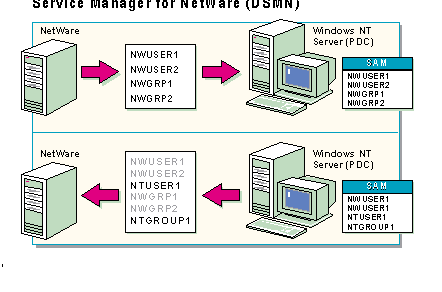 Service Manager for NetWare (DSMN)
NetWare
NWUSER1
NWUSER2
NWGRP1
NWGRP2
Windows NT
Server (PDC)
SAM
NWUSER1
NWUSER2
NWGRP1
NWGRP2
NetWare
NWUSER1
NWUSER2
NTUSER1
NWGRP1
NWGRP2
NTGROUP1
Windows NT
Server (PDC)
SAM
NWUSER1
NWUSER1
NTUSER1
NTGROUP1